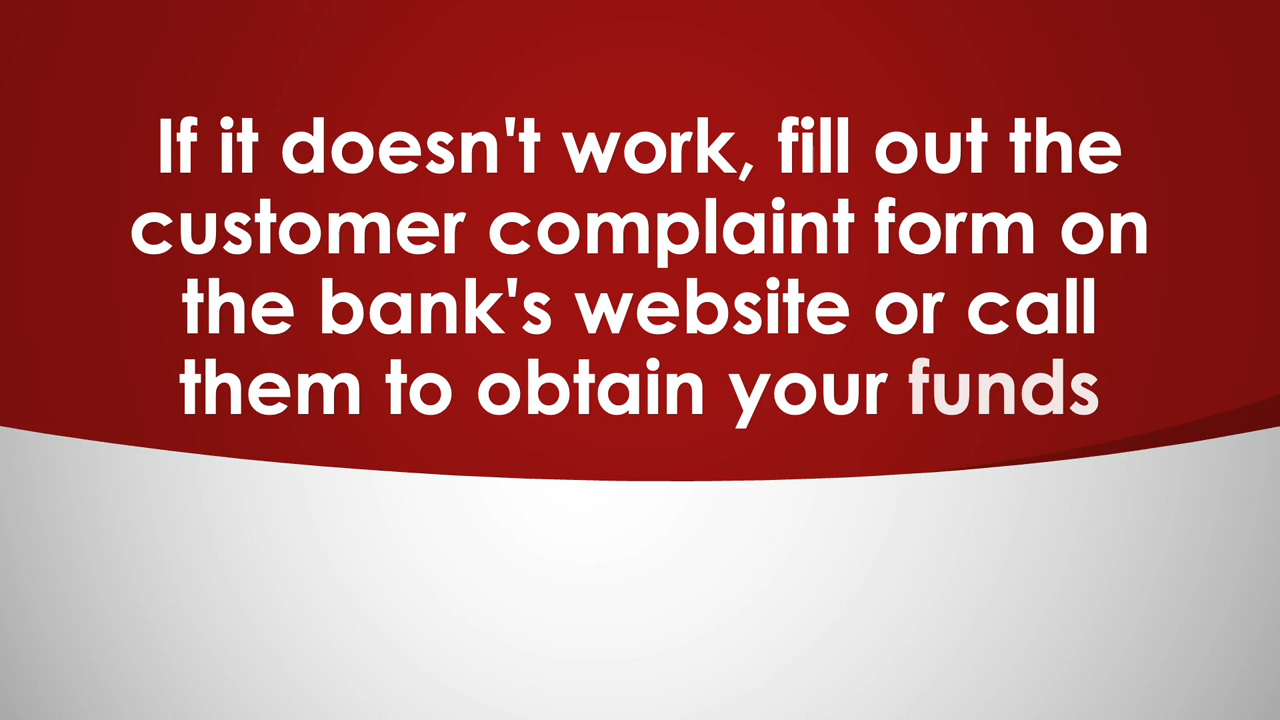 If it doesn't work, fill out the
customer complaint form on
the bank's website or call
them to obtain your funds